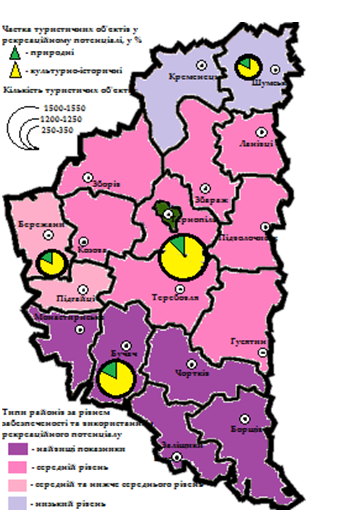 Частка туристичних об'єктів у
рекреаційному потенціалі, у %
- природні
- культурно-історичні
Кількість туристичних об'єктів
1500-1550
1200-1250
250-350
Кременець
Шумськ
Ланівці
Зборів
Збараж
Бережани
Тернопіль
Підволочиськ
Козова
Підгайці
Теребовля
Монастириська
Гусятин
Бучач
Чортків
Борщів
Заліщики
Типи районів за рівнем
забезпеченості та використання
рекреаційного потенціалу
- найвищі показники
- середній рівень
- середній та нижче середнього рівень
- низький рівень